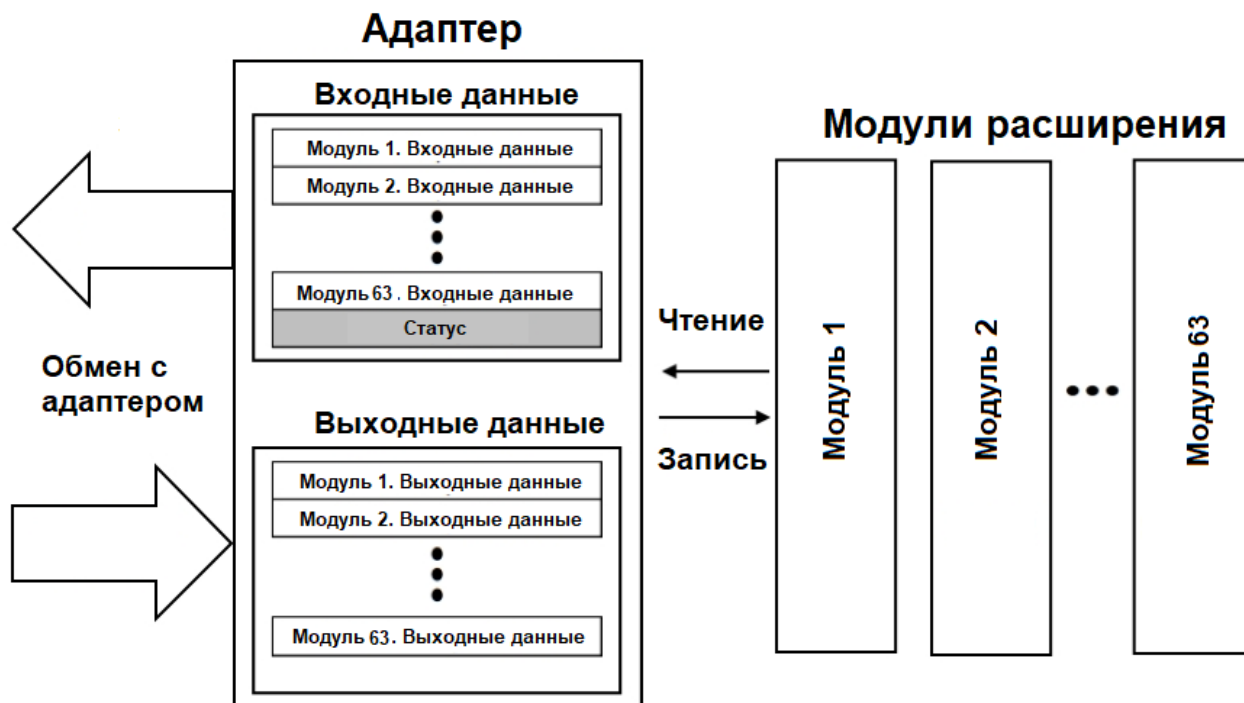 Адаптер
Входные данные
Модуль 1. Входные данные
Модуль 2. Входные данные
Модуль 63 . Входные данные
Статус
Обмен с
адаптером
Выходные данные
Модуль 1. Выходные данные
Модуль 2. Выходные данные
Модуль 63. Выходные данные
Чтение
Запись
Модули расширения
Модуль 1
Модуль 2
Модуль 63